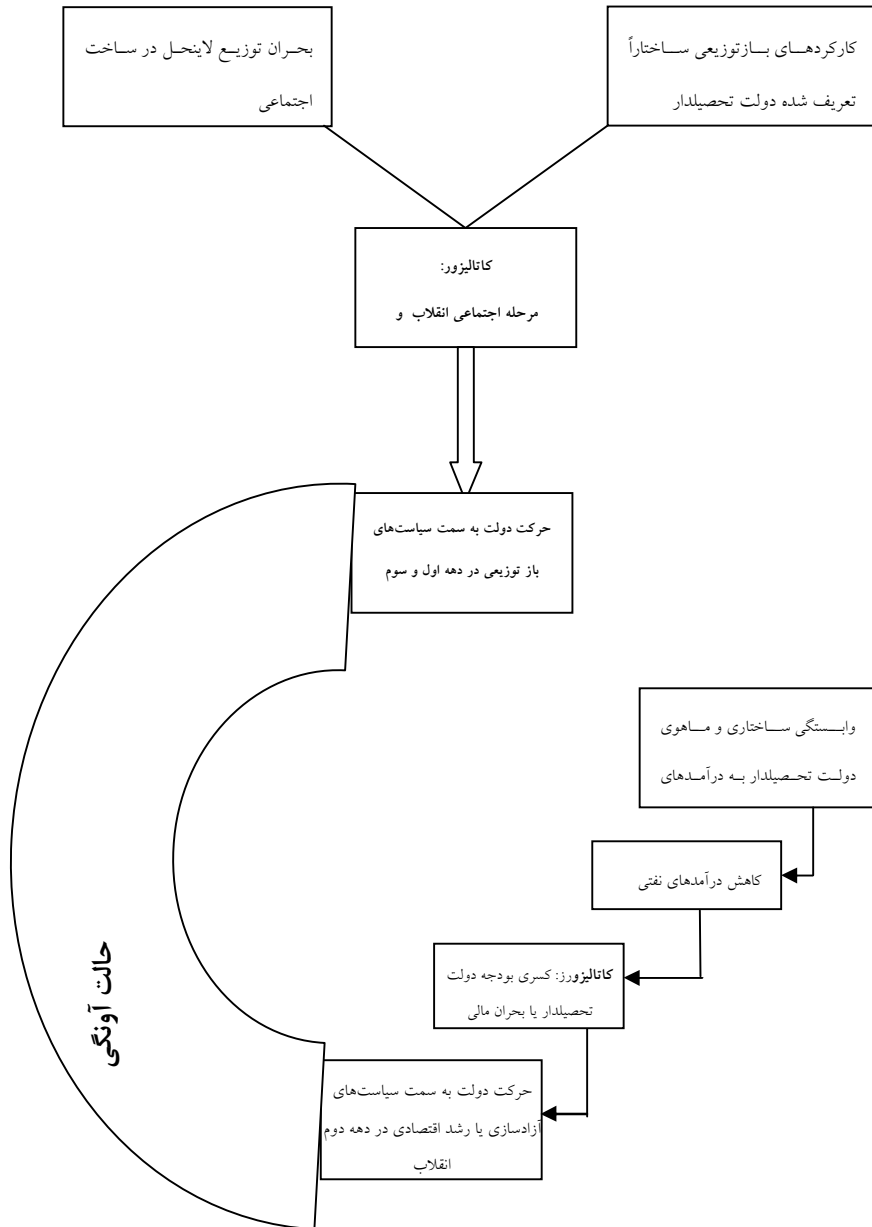 کارکردهای بازتوزیعی ساختاراً
تعریف شده دولت تحصیلدار
بحران توزیع لاینحل در ساخت
اجتماعی
کاتالیزور:
مرحله اجتماعی انقلاب و
حرکت دولت به سمت سیاست‌های
باز توزیعی در دهه اول و سوم
وابستگی ساختاری و ماهوی
دولت تحصیلدار به درآمدهای
کاهش درآمدهای نفتی
کاتالیزورز: کسری بودجه دولت
تحصیلدار یا بحران مالی
حرکت دولت به سمت سیاست‌های
آزادسازی یا رشد اقتصادی در دهه دوم
انقلاب
حالت آونگی